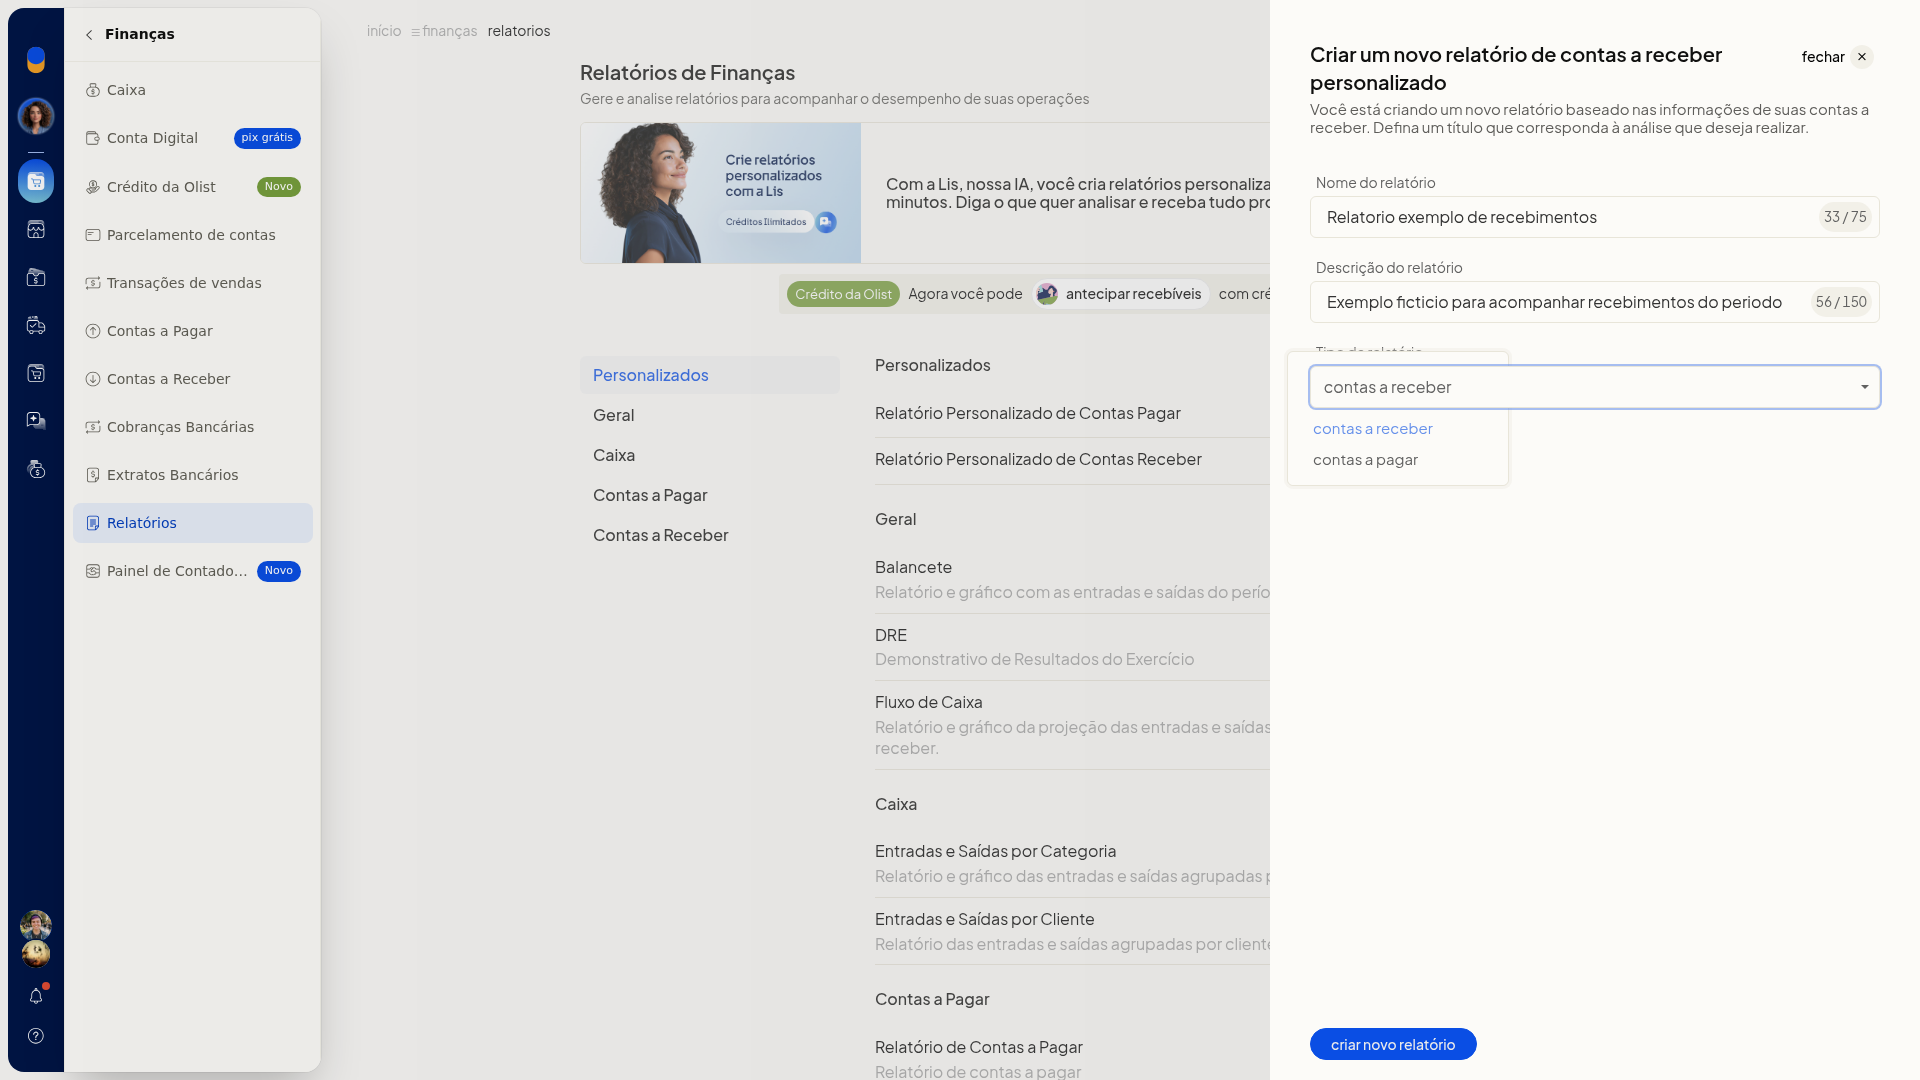 Finanças
Caixa
Conta Digital
pix grátis
Crédito da Olist
Novo
Parcelamento de contas
Transações de vendas
Contas a Pagar
Contas a Receber
Cobranças Bancárias
Extratos Bancários
Relatórios
Painel de Contado...
Novo
início
finanças
relatorios
Relatórios de Finanças
Gere e analise relatórios para acompanhar o desempenho de suas operações
Crie relatórios
personalizados
com a Lis
Créditos Ilimitados
Com a Lis, nossa IA, você cria relatórios personaliza
minutos. Diga o que quer analisar e receba tudo pro
Crédito da Olist
Agora você pode
antecipar recebíveis
com cré
Personalizados
Geral
Caixa
Contas a Pagar
Contas a Receber
Personalizados
Relatório Personalizado de Contas Pagar
Relatório Personalizado de Contas Receber
Geral
Balancete
Relatório e gráfico com as entradas e saídas do perío
DRE
Demonstrativo de Resultados do Exercício
Fluxo de Caixa
Relatório e gráfico da projeção das entradas e saídas
receber.
Caixa
Entradas e Saídas por Categoria
Relatório e gráfico das entradas e saídas agrupadas p
Entradas e Saídas por Cliente
Relatório das entradas e saídas agrupadas por cliente
Contas a Pagar
Relatório de Contas a Pagar
Relatório de contas a pagar
Criar um novo relatório de contas a receber
personalizado
fechar
Você está criando um novo relatório baseado nas informações de suas contas a
receber. Defina um título que corresponda à análise que deseja realizar.
Nome do relatório
Relatorio exemplo de recebimentos
33 / 75
Descrição do relatório
Exemplo ficticio para acompanhar recebimentos do periodo
56 / 150
Tipo do relatório
contas a receber
contas a receber
contas a pagar
criar novo relatório